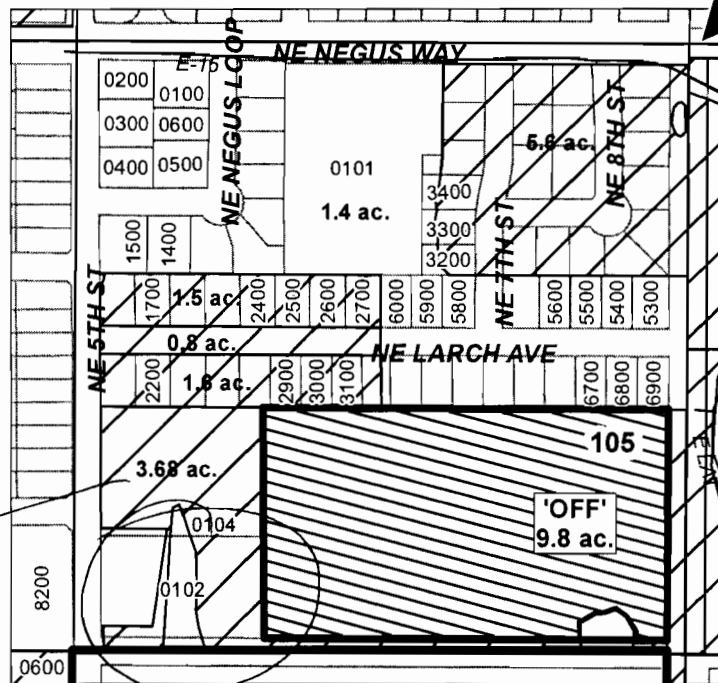 NE NEGUS WAY
E-15
NE NEGUS LOOP
0200
0100
0300
0600
0400
0500
0101
1.4 ac.
5.6 ac.
NE 8TH ST.
3400
3300
3200
NE 7TH ST.
1500
1400
NE 5TH ST
1700
1.5 ac.
2400
2500
2600
2700
6000
5900
5800
5600
5500
5400
5300
0.8 ac.
NE LARCH AVE
2200
1.6 ac.
2900
3000
3100
6700
6800
6900
105
3.68 ac.
'OFF'
9.8 ac.
0104
0102
8200
0600